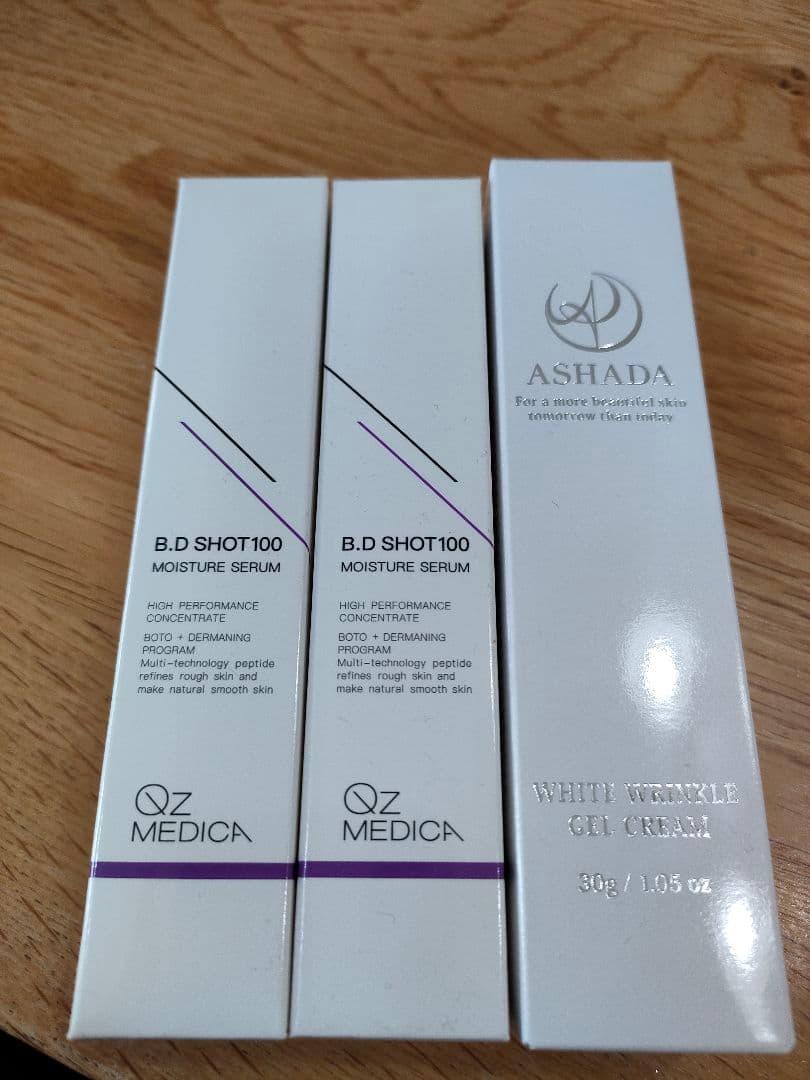 B.D SHOT100
MOISTURE SERUM
HIGH PERFORMANCE
CONCENTRATE
BOTO + DERMANING
PROGRAM
Multi-technology peptide
refines rough skin and
make natural smooth skin
Qz
MEDICA
B.D SHOT100
MOISTURE SERUM
HIGH PERFORMANCE
CONCENTRATE
BOTO + DERMANING
PROGRAM
Multi-technology peptide
refines rough skin and
make natural smooth skin
Qz
MEDICA
ASHADA
For a more beautiful skin
tomorrow than today
WHITE WRINKLE
GEL CREAM
30g / 1.05 oz